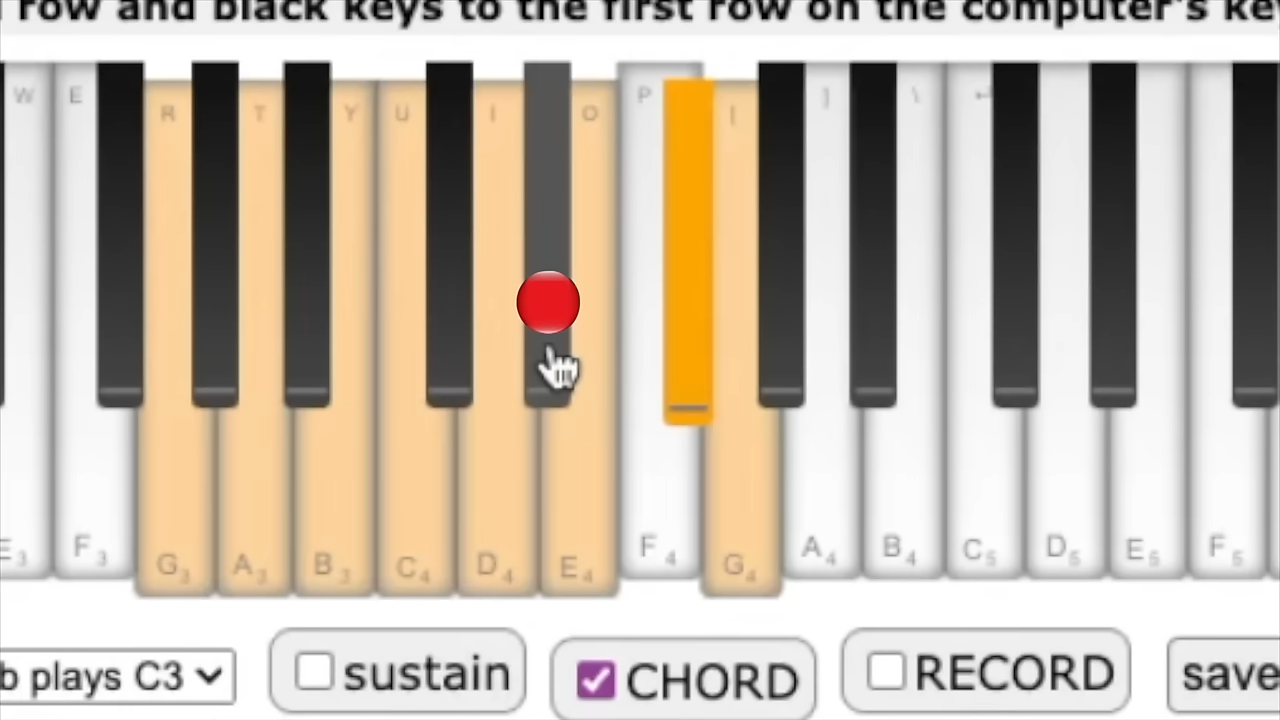 row and black keys to the first row on the computer's ke
W E R T Y U I O P [ ] \ ↵
E3 F3 G3 A3 B3 C4 D4 E4 F4 G4 A4 B4 C5 D5 E5 F5
b plays C3 sustain CHORD RECORD save